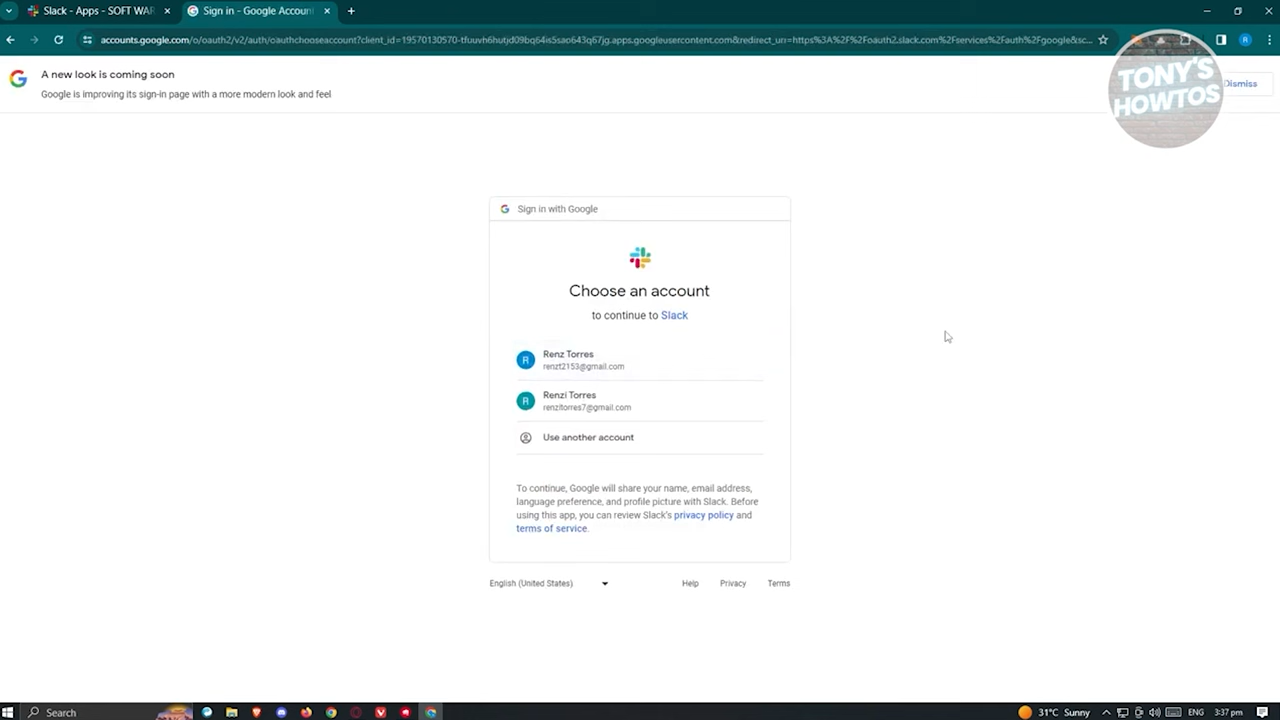 Slack - Apps - SOFT WAR
Sign in - Google Accoun
accounts.google.com/o/oauth2/v2/auth/oauthchooseaccount?client_id=19570130570-tfuuvh6hutjd09bq64is5sao643q67jg.apps.googleusercontent.com&redirect_uri=https%3A%2F%2Foauth2.slack.com%2Fservices%2Fauth%2Fgoogle&sc...
R
A new look is coming soon
Google is improving its sign-in page with a more modern look and feel
TONY'S
HOWTOS
Dismiss
Sign in with Google
Choose an account
to continue to Slack
R
Renz Torres
renzt2153@gmail.com
R
Renzi Torres
renzitorres7@gmail.com
Use another account
To continue, Google will share your name, email address,
language preference, and profile picture with Slack. Before
using this app, you can review Slack's privacy policy and
terms of service.
English (United States)
Help
Privacy
Terms
Search
31°C Sunny
ENG
3:37 pm